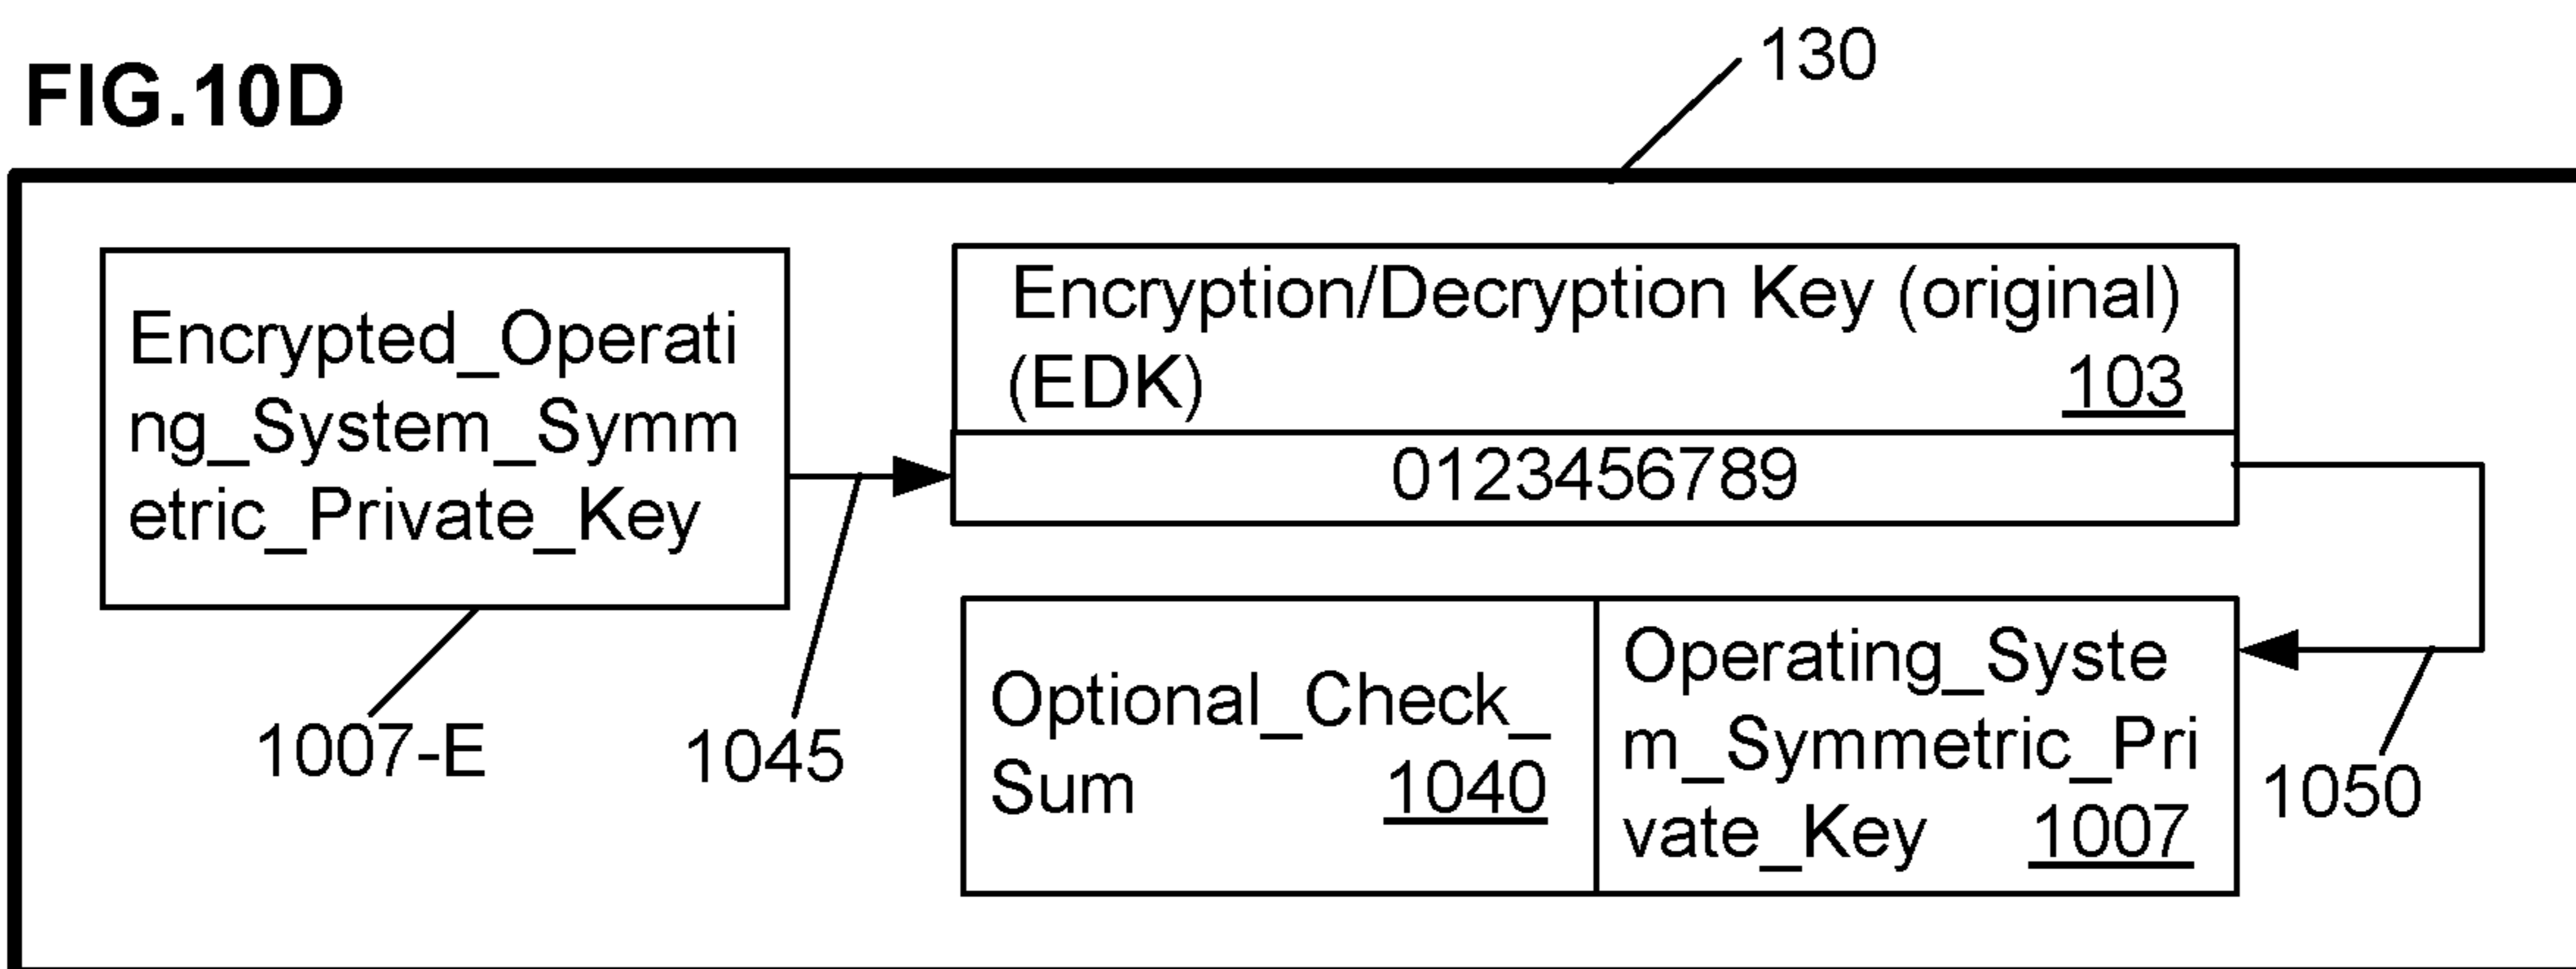 FIG.10D
130
Encrypted_Operati
ng_System_Symm
etric_Private_Key
1007-E
1045
Encryption/Decryption Key (original)
(EDK) 103
0123456789
Optional_Check_
Sum 1040
Operating_Syste
m_Symmetric_Pri
vate_Key 1007
1050